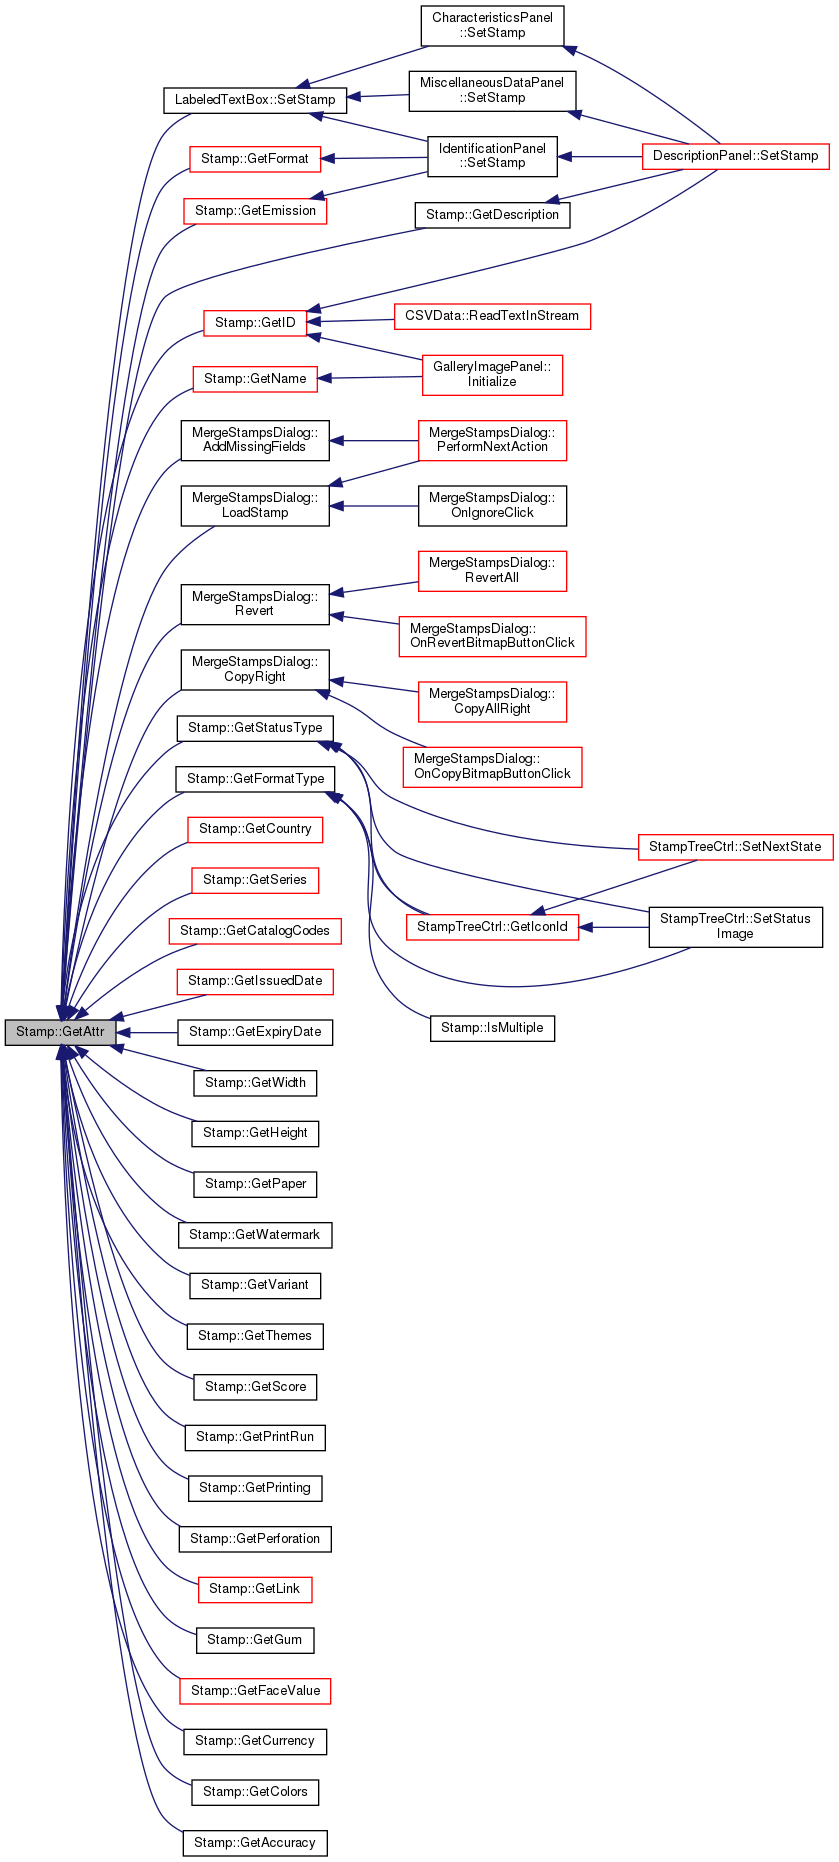 CharacteristicsPanel
::SetStamp
MiscellaneousDataPanel
::SetStamp
LabeledTextBox::SetStamp
IdentificationPanel
::SetStamp
DescriptionPanel::SetStamp
Stamp::GetFormat
Stamp::GetEmission
Stamp::GetDescription
Stamp::GetID
CSVData::ReadTextInStream
GalleryImagePanel::
Initialize
Stamp::GetName
MergeStampsDialog::
AddMissingFields
MergeStampsDialog::
PerformNextAction
MergeStampsDialog::
LoadStamp
MergeStampsDialog::
OnIgnoreClick
MergeStampsDialog::
RevertAll
MergeStampsDialog::
Revert
MergeStampsDialog::
OnRevertBitmapButtonClick
MergeStampsDialog::
CopyRight
MergeStampsDialog::
CopyAllRight
Stamp::GetStatusType
MergeStampsDialog::
OnCopyBitmapButtonClick
Stamp::GetFormatType
Stamp::GetCountry
StampTreeCtrl::SetNextState
Stamp::GetSeries
Stamp::GetCatalogCodes
StampTreeCtrl::GetIconId
StampTreeCtrl::SetStatus
Image
Stamp::GetIssuedDate
Stamp::GetAttr
Stamp::GetExpiryDate
Stamp::IsMultiple
Stamp::GetWidth
Stamp::GetHeight
Stamp::GetPaper
Stamp::GetWatermark
Stamp::GetVariant
Stamp::GetThemes
Stamp::GetScore
Stamp::GetPrintRun
Stamp::GetPrinting
Stamp::GetPerforation
Stamp::GetLink
Stamp::GetGum
Stamp::GetFaceValue
Stamp::GetCurrency
Stamp::GetColors
Stamp::GetAccuracy